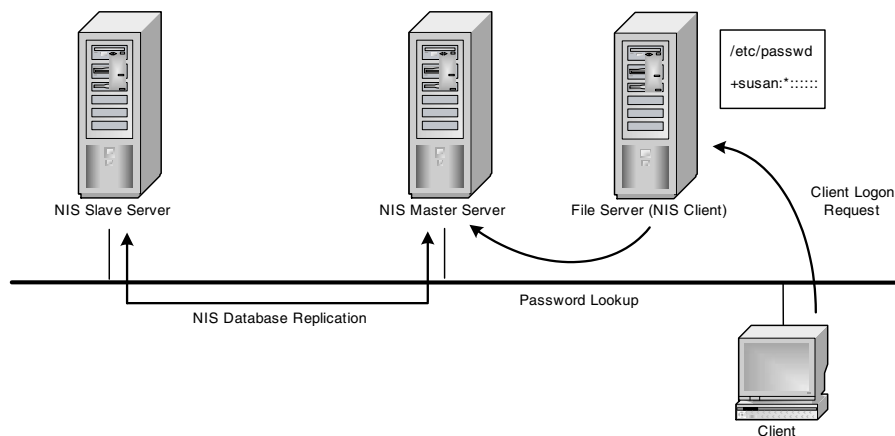 /etc/passwd
+susan:*::::::
NIS Slave Server
NIS Master Server
File Server (NIS Client)
Client Logon
Request
NIS Database Replication
Password Lookup
Client